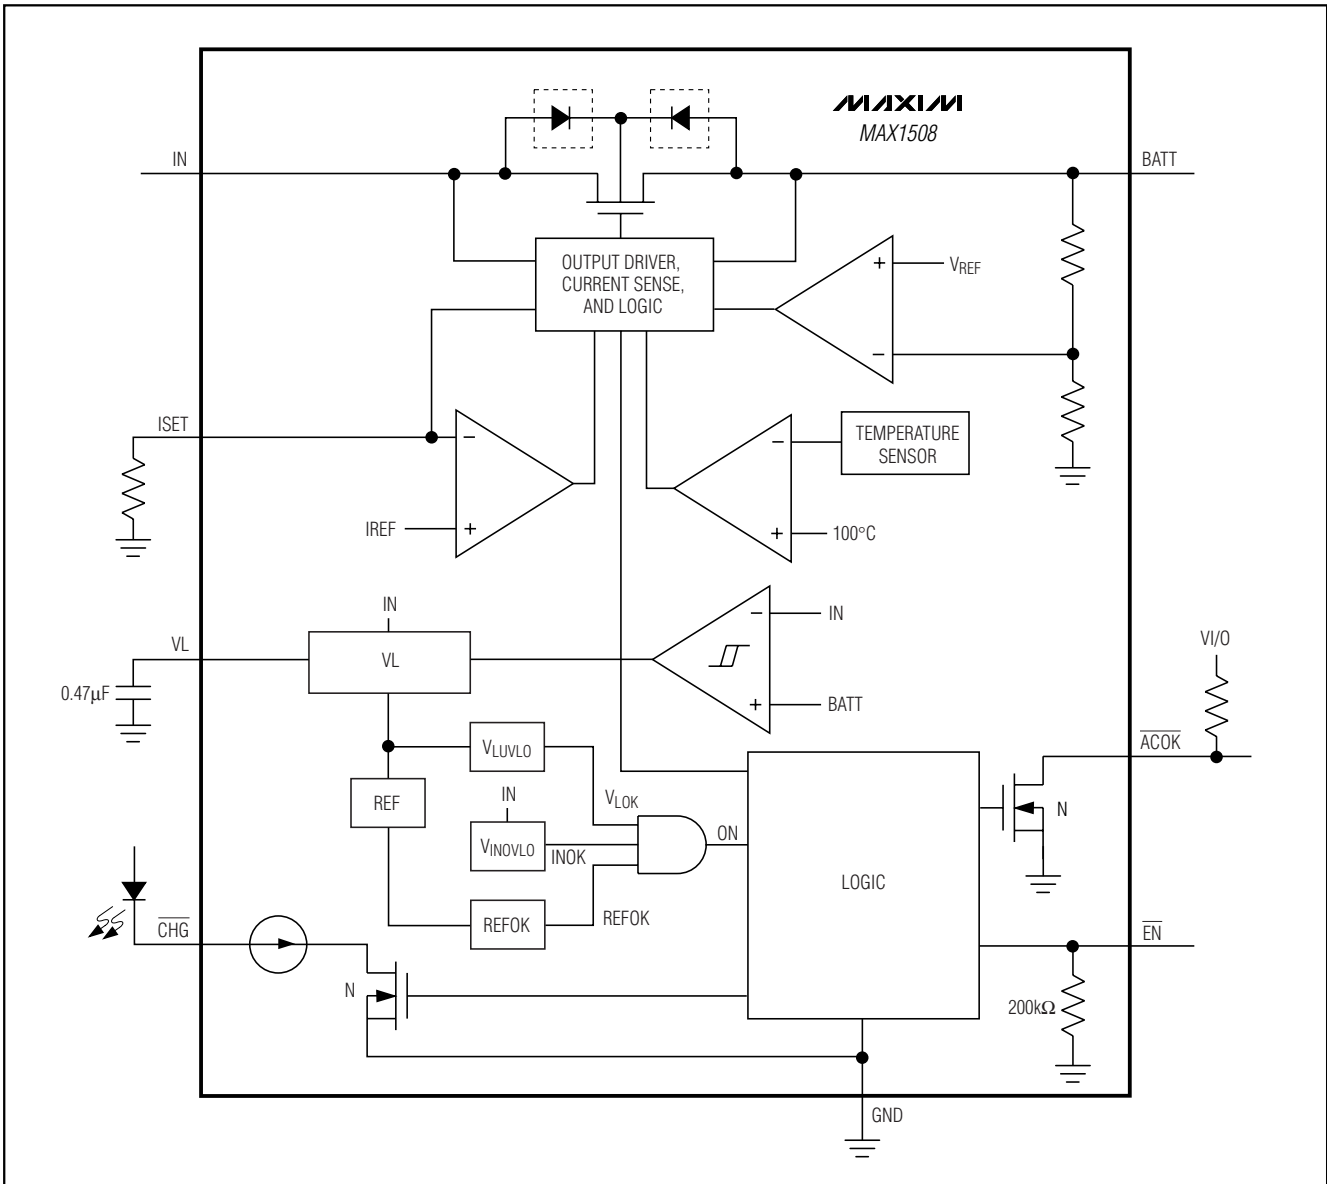 MAXIM
MAX1508
IN
BATT
OUTPUT DRIVER,
CURRENT SENSE,
AND LOGIC
+
VREF
−
ISET
−
TEMPERATURE
SENSOR
−
IREF
+
+
100°C
IN
−
IN
VL
VL
VI/O
0.47μF
+
BATT
ACOK
VLUVLO
REF
IN
VLOK
N
ON
VINOVLO
INOK
LOGIC
CHG
REFOK
REFOK
EN
N
200kΩ
GND